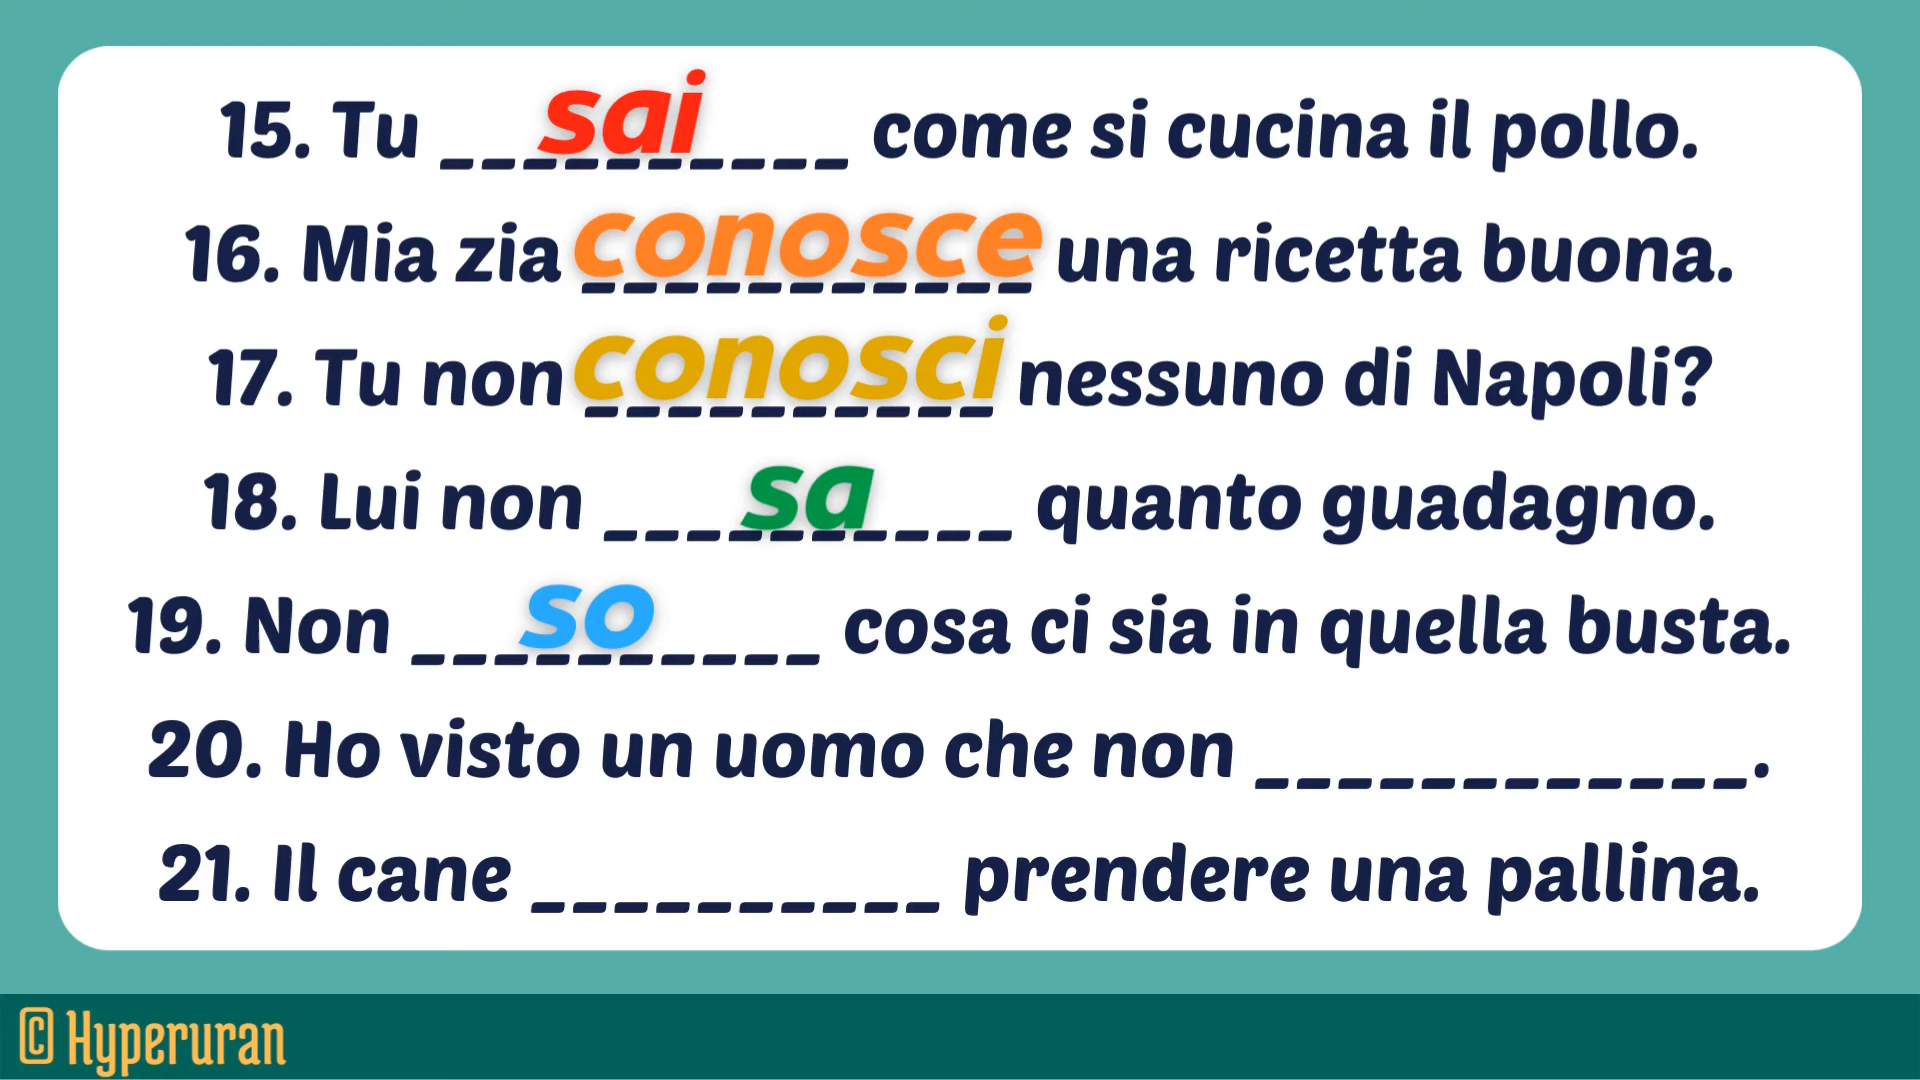 15. Tu __________ sai come si cucina il pollo.
16. Mia zia ___________ conosce una ricetta buona.
17. Tu non __________ conosci nessuno di Napoli?
18. Lui non __________ sa quanto guadagno.
19. Non __________ so cosa ci sia in quella busta.
20. Ho visto un uomo che non ____________.
21. Il cane __________ prendere una pallina.
© Hyperuran